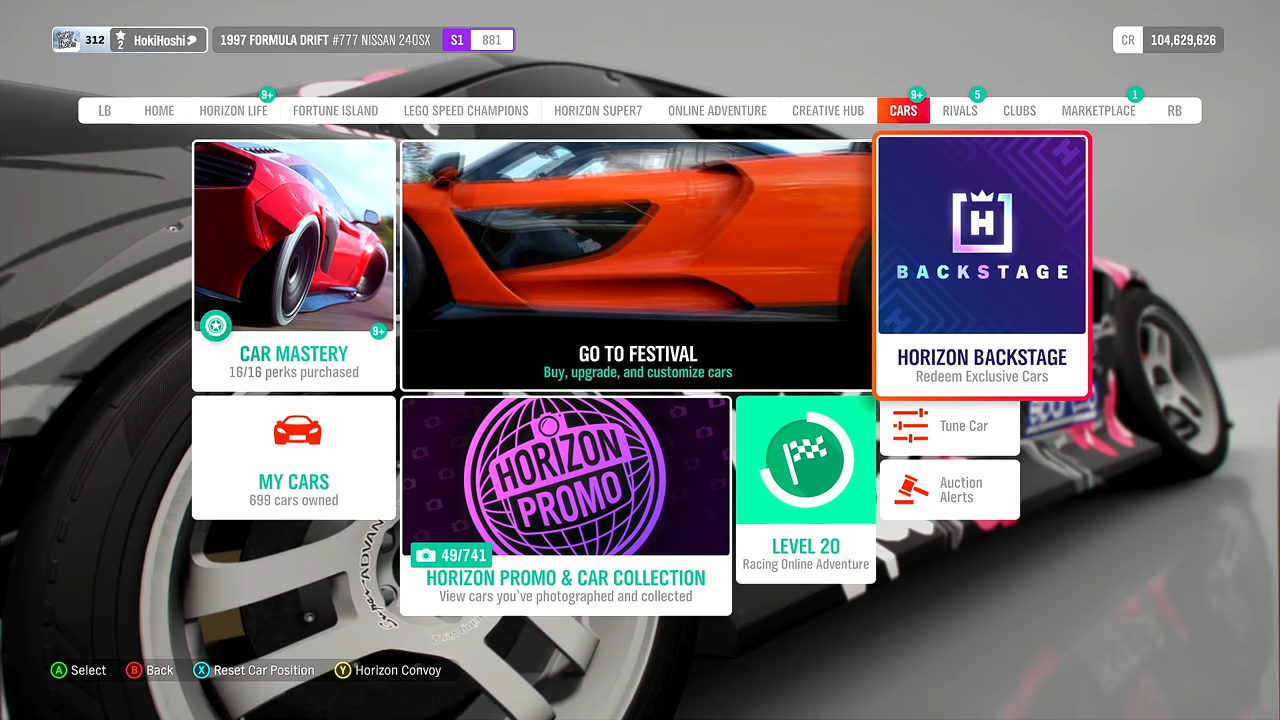 312
2
HokiHoshi
1997 FORMULA DRIFT #777 NISSAN 240SX
S1 881
CR 104,629,626
9+
9+
5
1
LB
HOME
HORIZON LIFE
FORTUNE ISLAND
LEGO SPEED CHAMPIONS
HORIZON SUPER7
ONLINE ADVENTURE
CREATIVE HUB
CARS
RIVALS
CLUBS
MARKETPLACE
RB
9+
CAR MASTERY
16/16 perks purchased
GO TO FESTIVAL
Buy, upgrade, and customize cars
H
BACKSTAGE
HORIZON BACKSTAGE
Redeem Exclusive Cars
MY CARS
699 cars owned
HORIZON
PROMO
49/741
HORIZON PROMO & CAR COLLECTION
View cars you've photographed and collected
LEVEL 20
Racing Online Adventure
Tune Car
Auction
Alerts
Super ADVAN
A Select
B Back
X Reset Car Position
Y Horizon Convoy